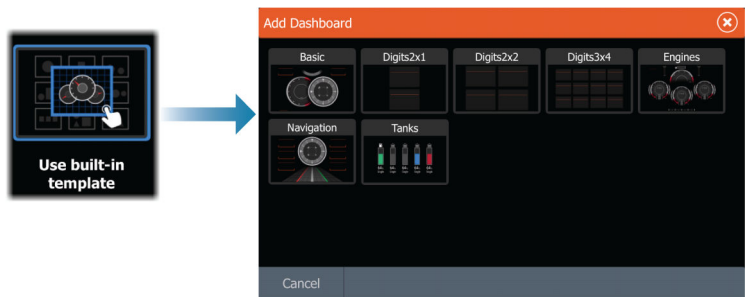 Use built-in
template
Add Dashboard
Basic
Digits2x1
Digits2x2
Digits3x4
Engines
Navigation
Tanks
Cancel